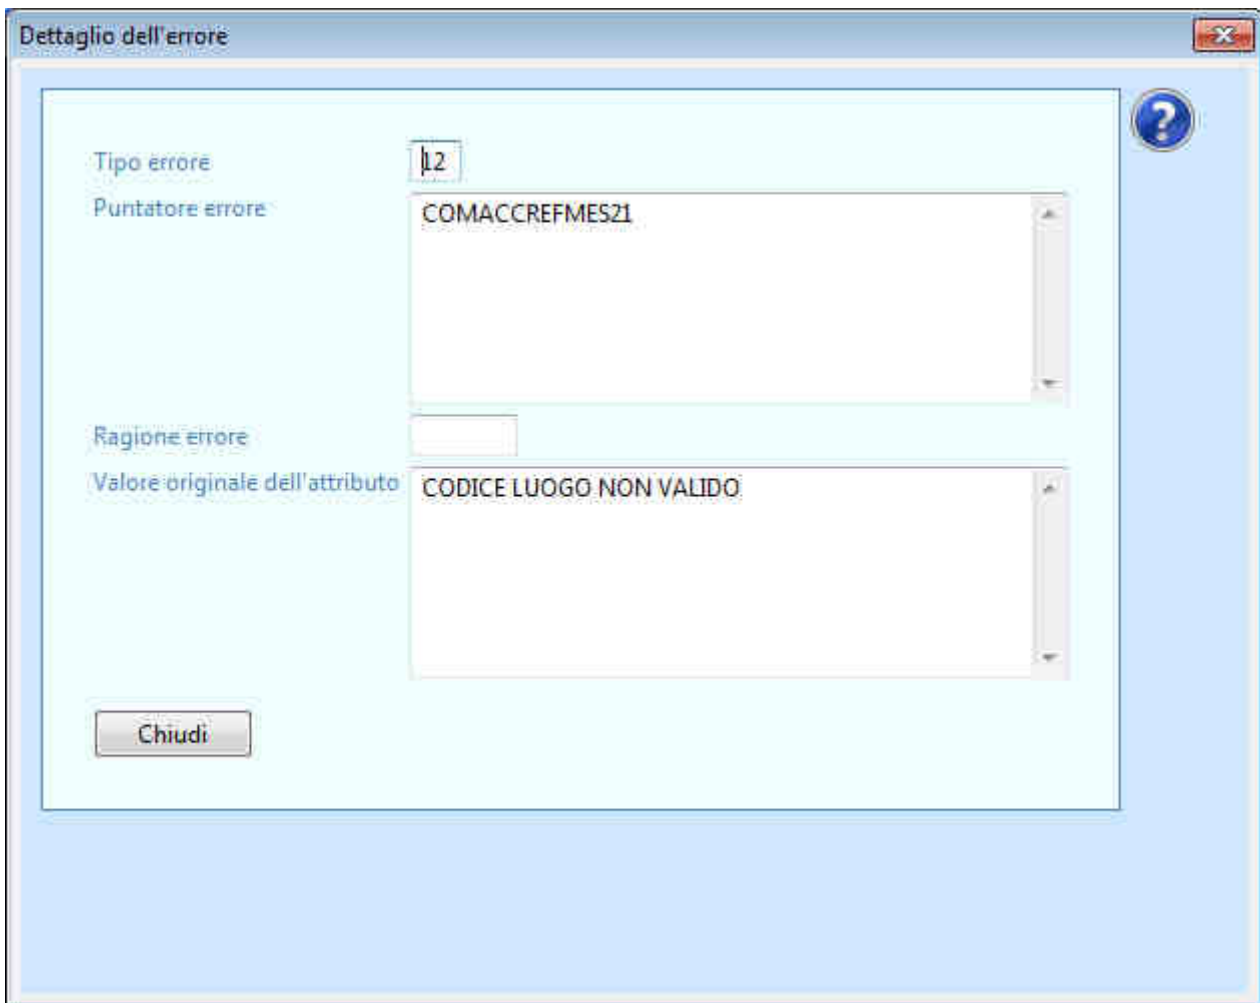 Dettaglio dell'errore
Tipo errore 12
Puntatore errore COMACCREFMES21
Ragione errore
Valore originale dell'attributo CODICE LUOGO NON VALIDO
Chiudi